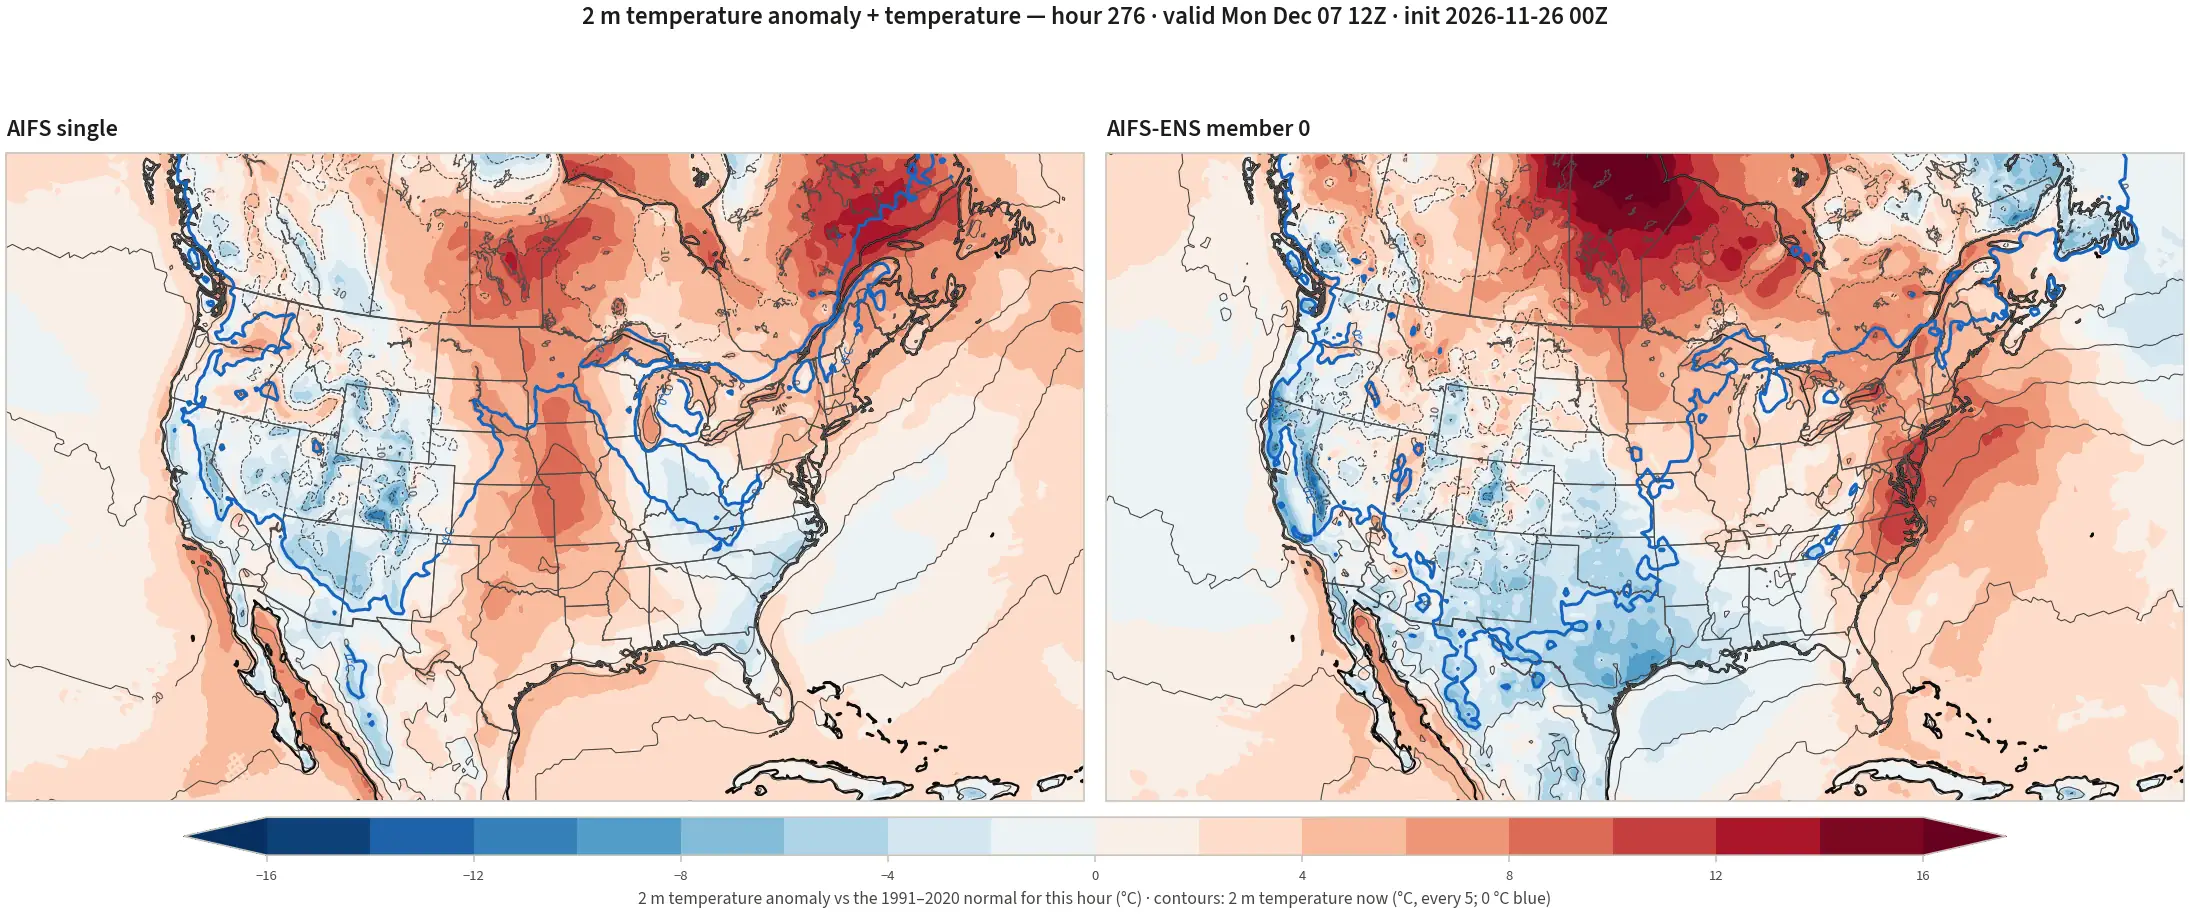 2 m temperature anomaly + temperature — hour 276 · valid Mon Dec 07 12Z · init 2026-11-26 00Z
AIFS single
AIFS-ENS member 0
−16 −12 −8 −4 0 4 8 12 16
2 m temperature anomaly vs the 1991–2020 normal for this hour (°C) · contours: 2 m temperature now (°C, every 5; 0 °C blue)